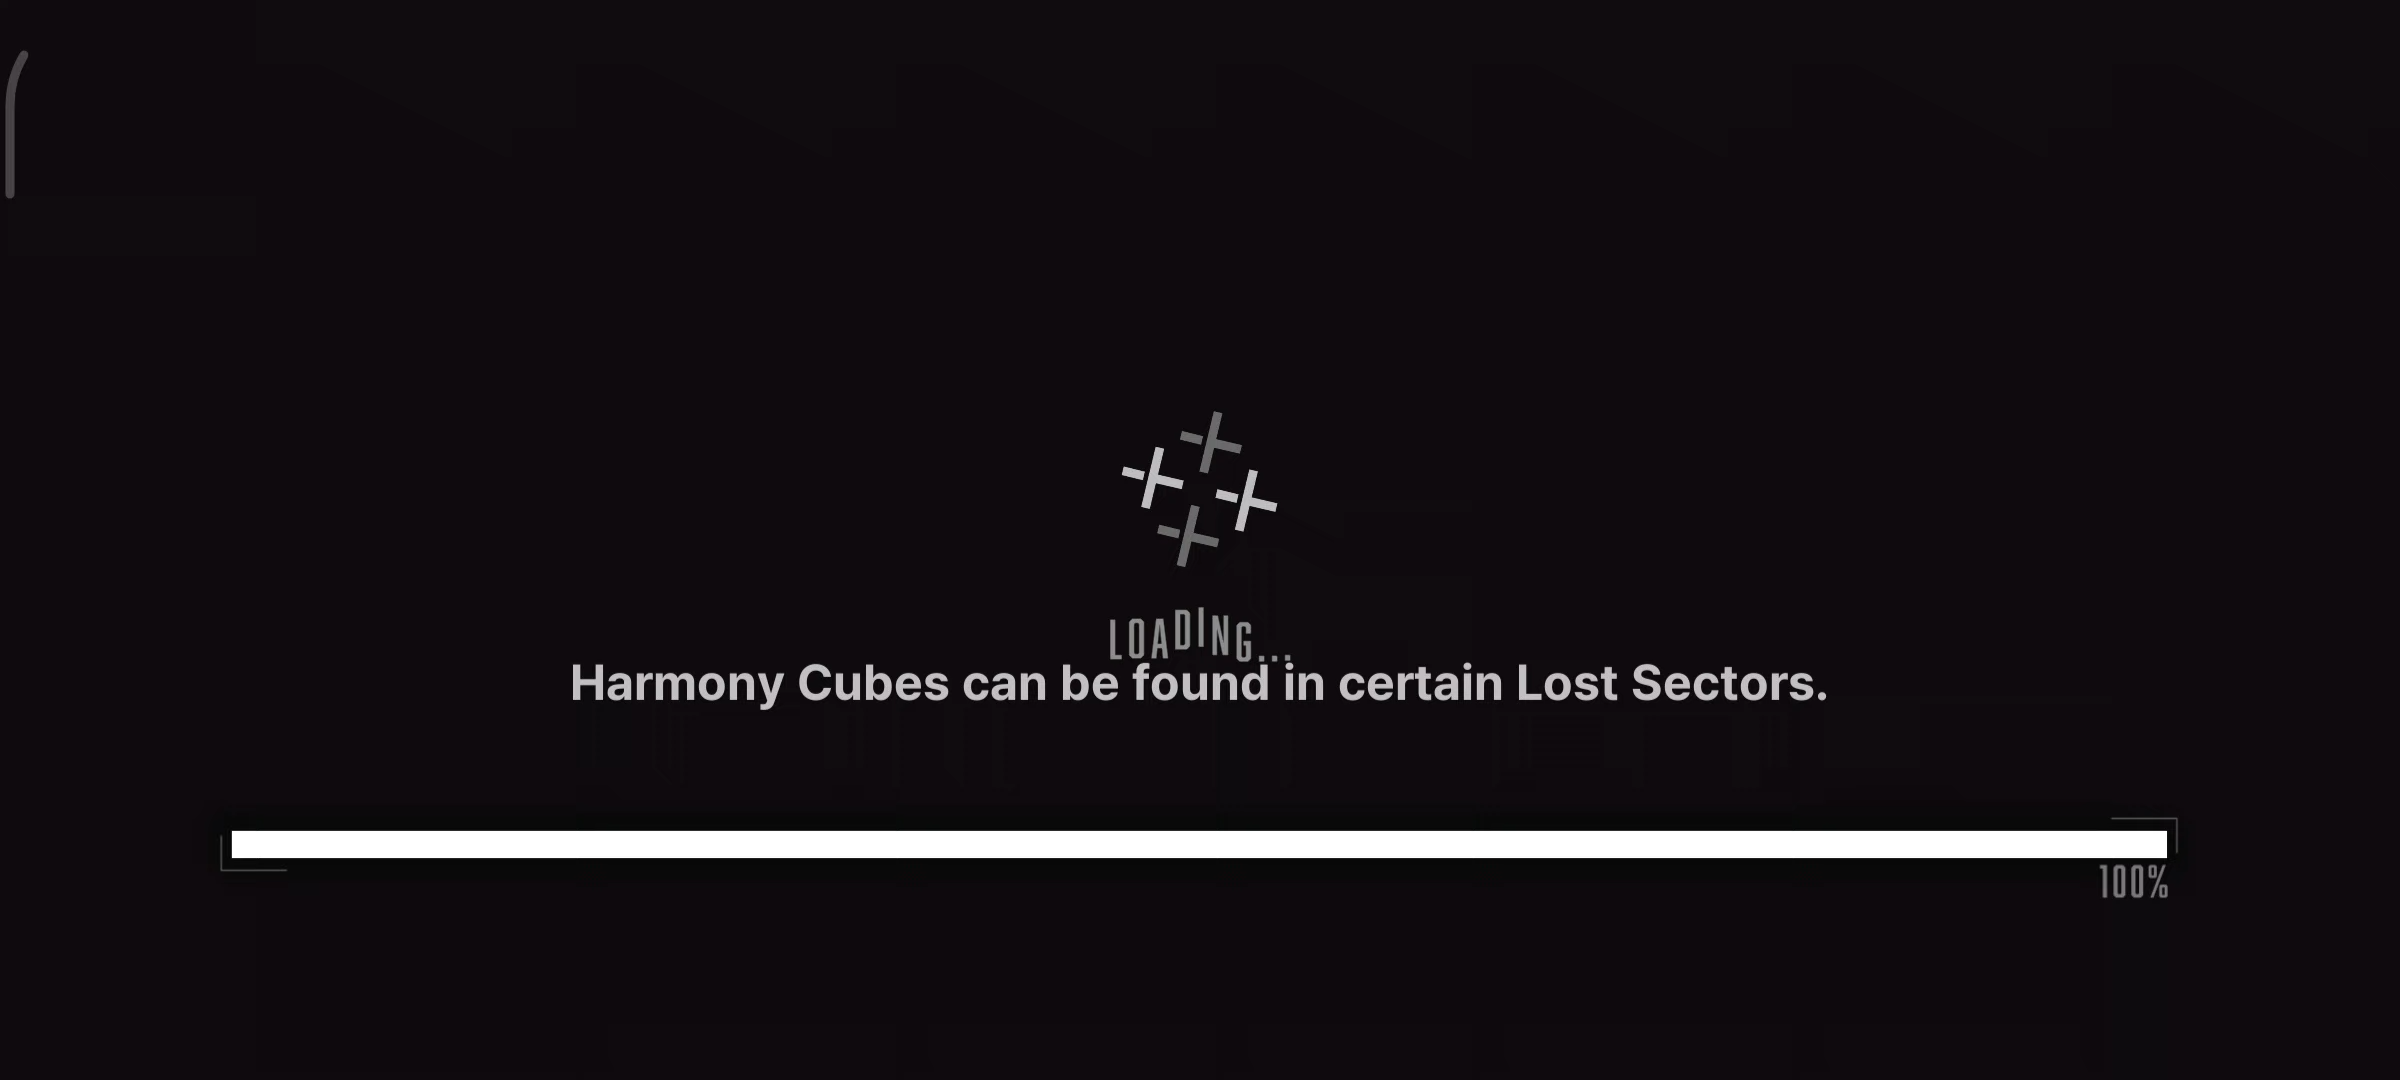 LOADING...
Harmony Cubes can be found in certain Lost Sectors.
100%